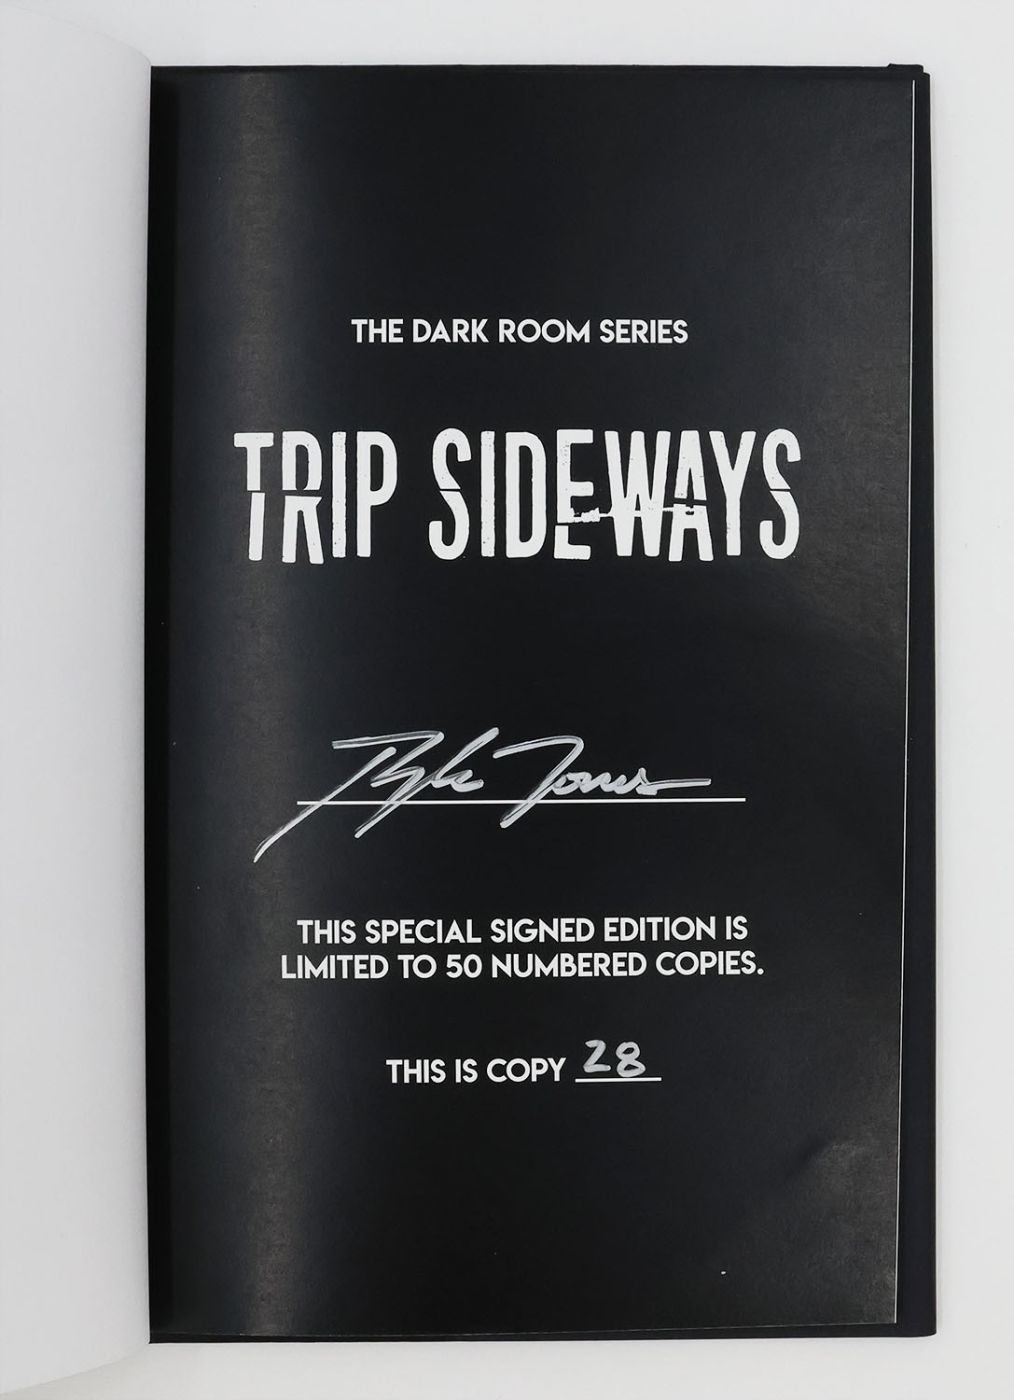 THE DARK ROOM SERIES
TRIP SIDEWAYS
THIS SPECIAL SIGNED EDITION IS
LIMITED TO 50 NUMBERED COPIES.
THIS IS COPY 28